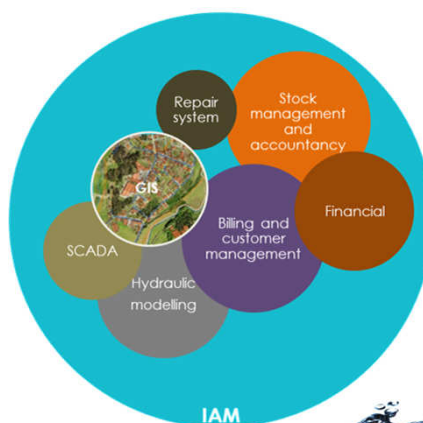 Repair
system
Stock
management
and
accountancy
GIS
Financial
Billing and
customer
management
SCADA
Hydraulic
modelling
IAM